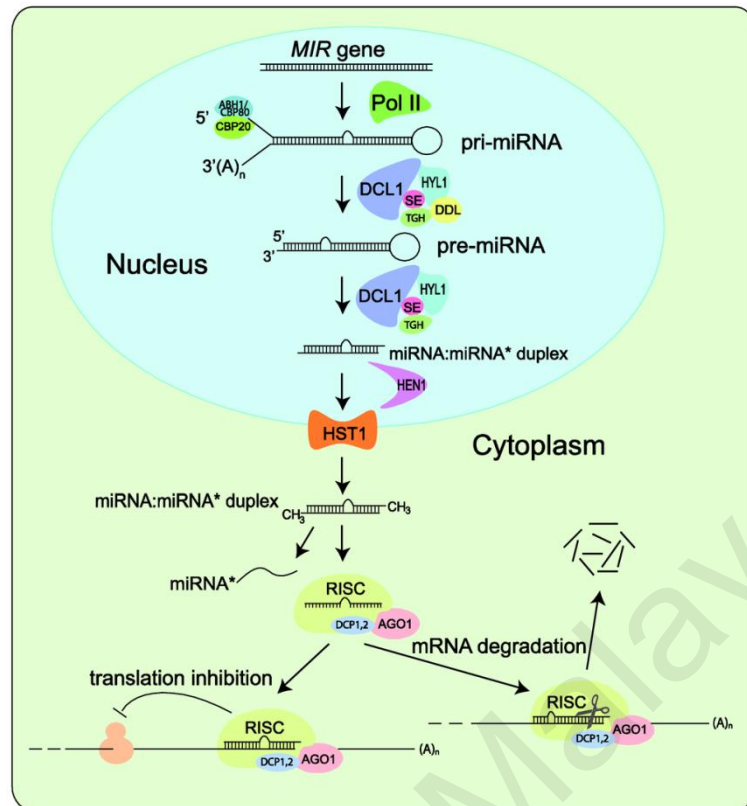 MIR gene
Pol II
ABH1/
CBP80
5’
CBP20
pri-miRNA
3’(A)n
DCL1
HYL1
SE
DDL
TGH
5’
3’
pre-miRNA
Nucleus
DCL1
HYL1
SE
TGH
miRNA:miRNA* duplex
HEN1
HST1
Cytoplasm
miRNA:miRNA* duplex
CH3
CH3
miRNA*
RISC
DCP1,2
AGO1
mRNA degradation
translation inhibition
RISC
DCP1,2
AGO1
(A)n
RISC
DCP1,2
AGO1
(A)n
Malay